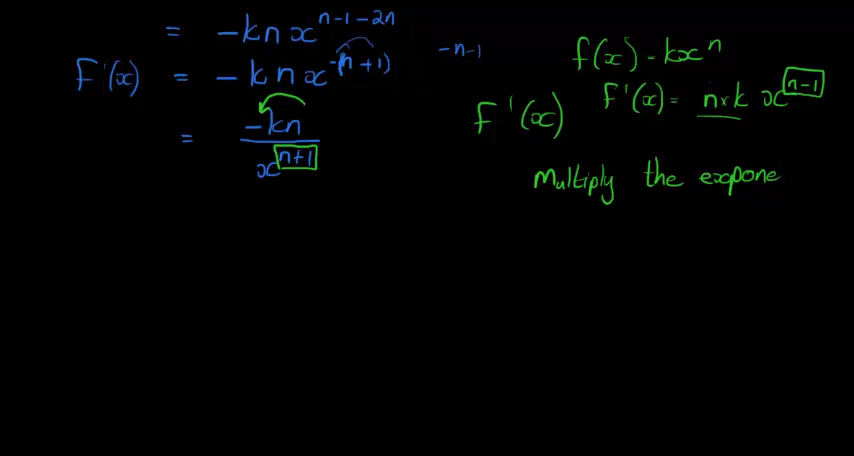 = -knx^{n-1-2n}
F'(x) = -knx^{-(n+1)}
= -kn / x^{n+1}
-n-1
f(x) = kx^n
F'(x) = n×k x^{n-1}
F'(x)
Multiply the expone